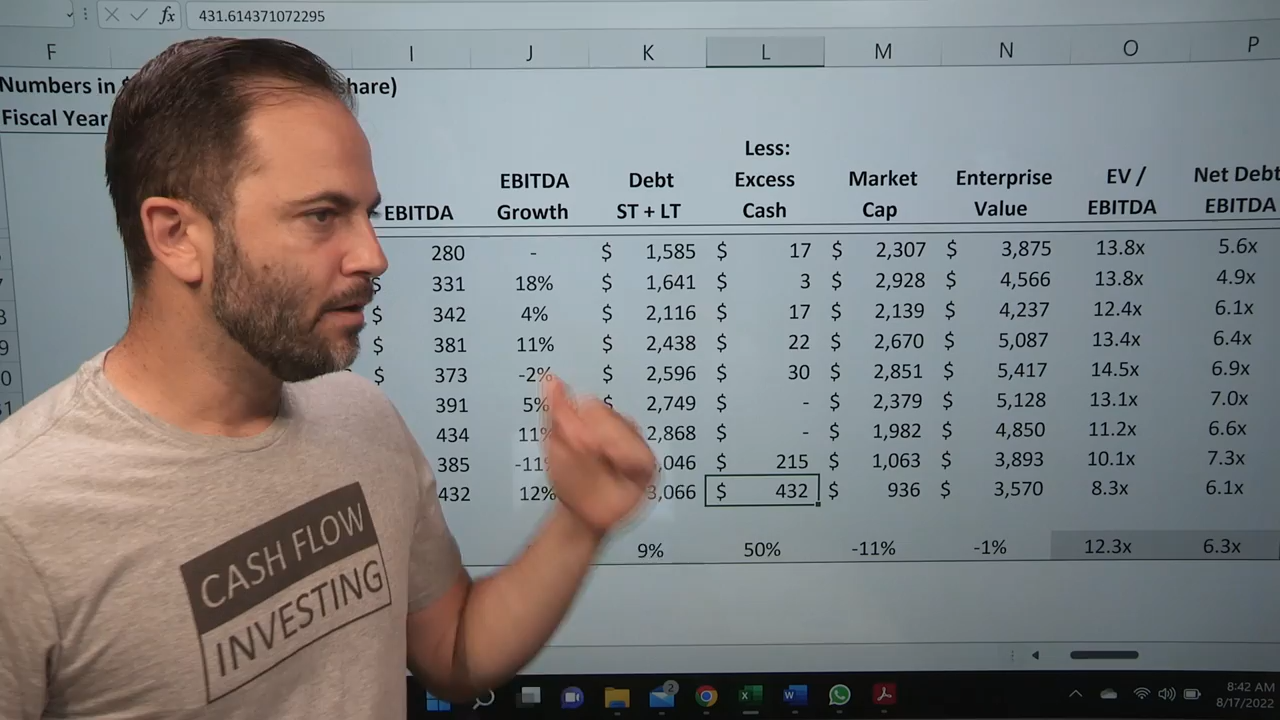 fx 431.614371072295
F I J K L M N O P
Numbers in share)
Fiscal Year
Less:
EBITDA Debt Excess Market Enterprise EV / Net Debt
EBITDA Growth ST + LT Cash Cap Value EBITDA EBITDA
280 - $ 1,585 $ 17 $ 2,307 $ 3,875 13.8x 5.6x
$ 331 18% $ 1,641 $ 3 $ 2,928 $ 4,566 13.8x 4.9x
$ 342 4% $ 2,116 $ 17 $ 2,139 $ 4,237 12.4x 6.1x
$ 381 11% $ 2,438 $ 22 $ 2,670 $ 5,087 13.4x 6.4x
$ 373 -2% $ 2,596 $ 30 $ 2,851 $ 5,417 14.5x 6.9x
391 5% $ 2,749 $ - $ 2,379 $ 5,128 13.1x 7.0x
434 11% 2,868 $ - $ 1,982 $ 4,850 11.2x 6.6x
385 -11% ,046 $ 215 $ 1,063 $ 3,893 10.1x 7.3x
432 12% 3,066 $ 432 $ 936 $ 3,570 8.3x 6.1x
9% 50% -11% -1% 12.3x 6.3x
CASH FLOW
INVESTING
2
8:42 AM
8/17/2022